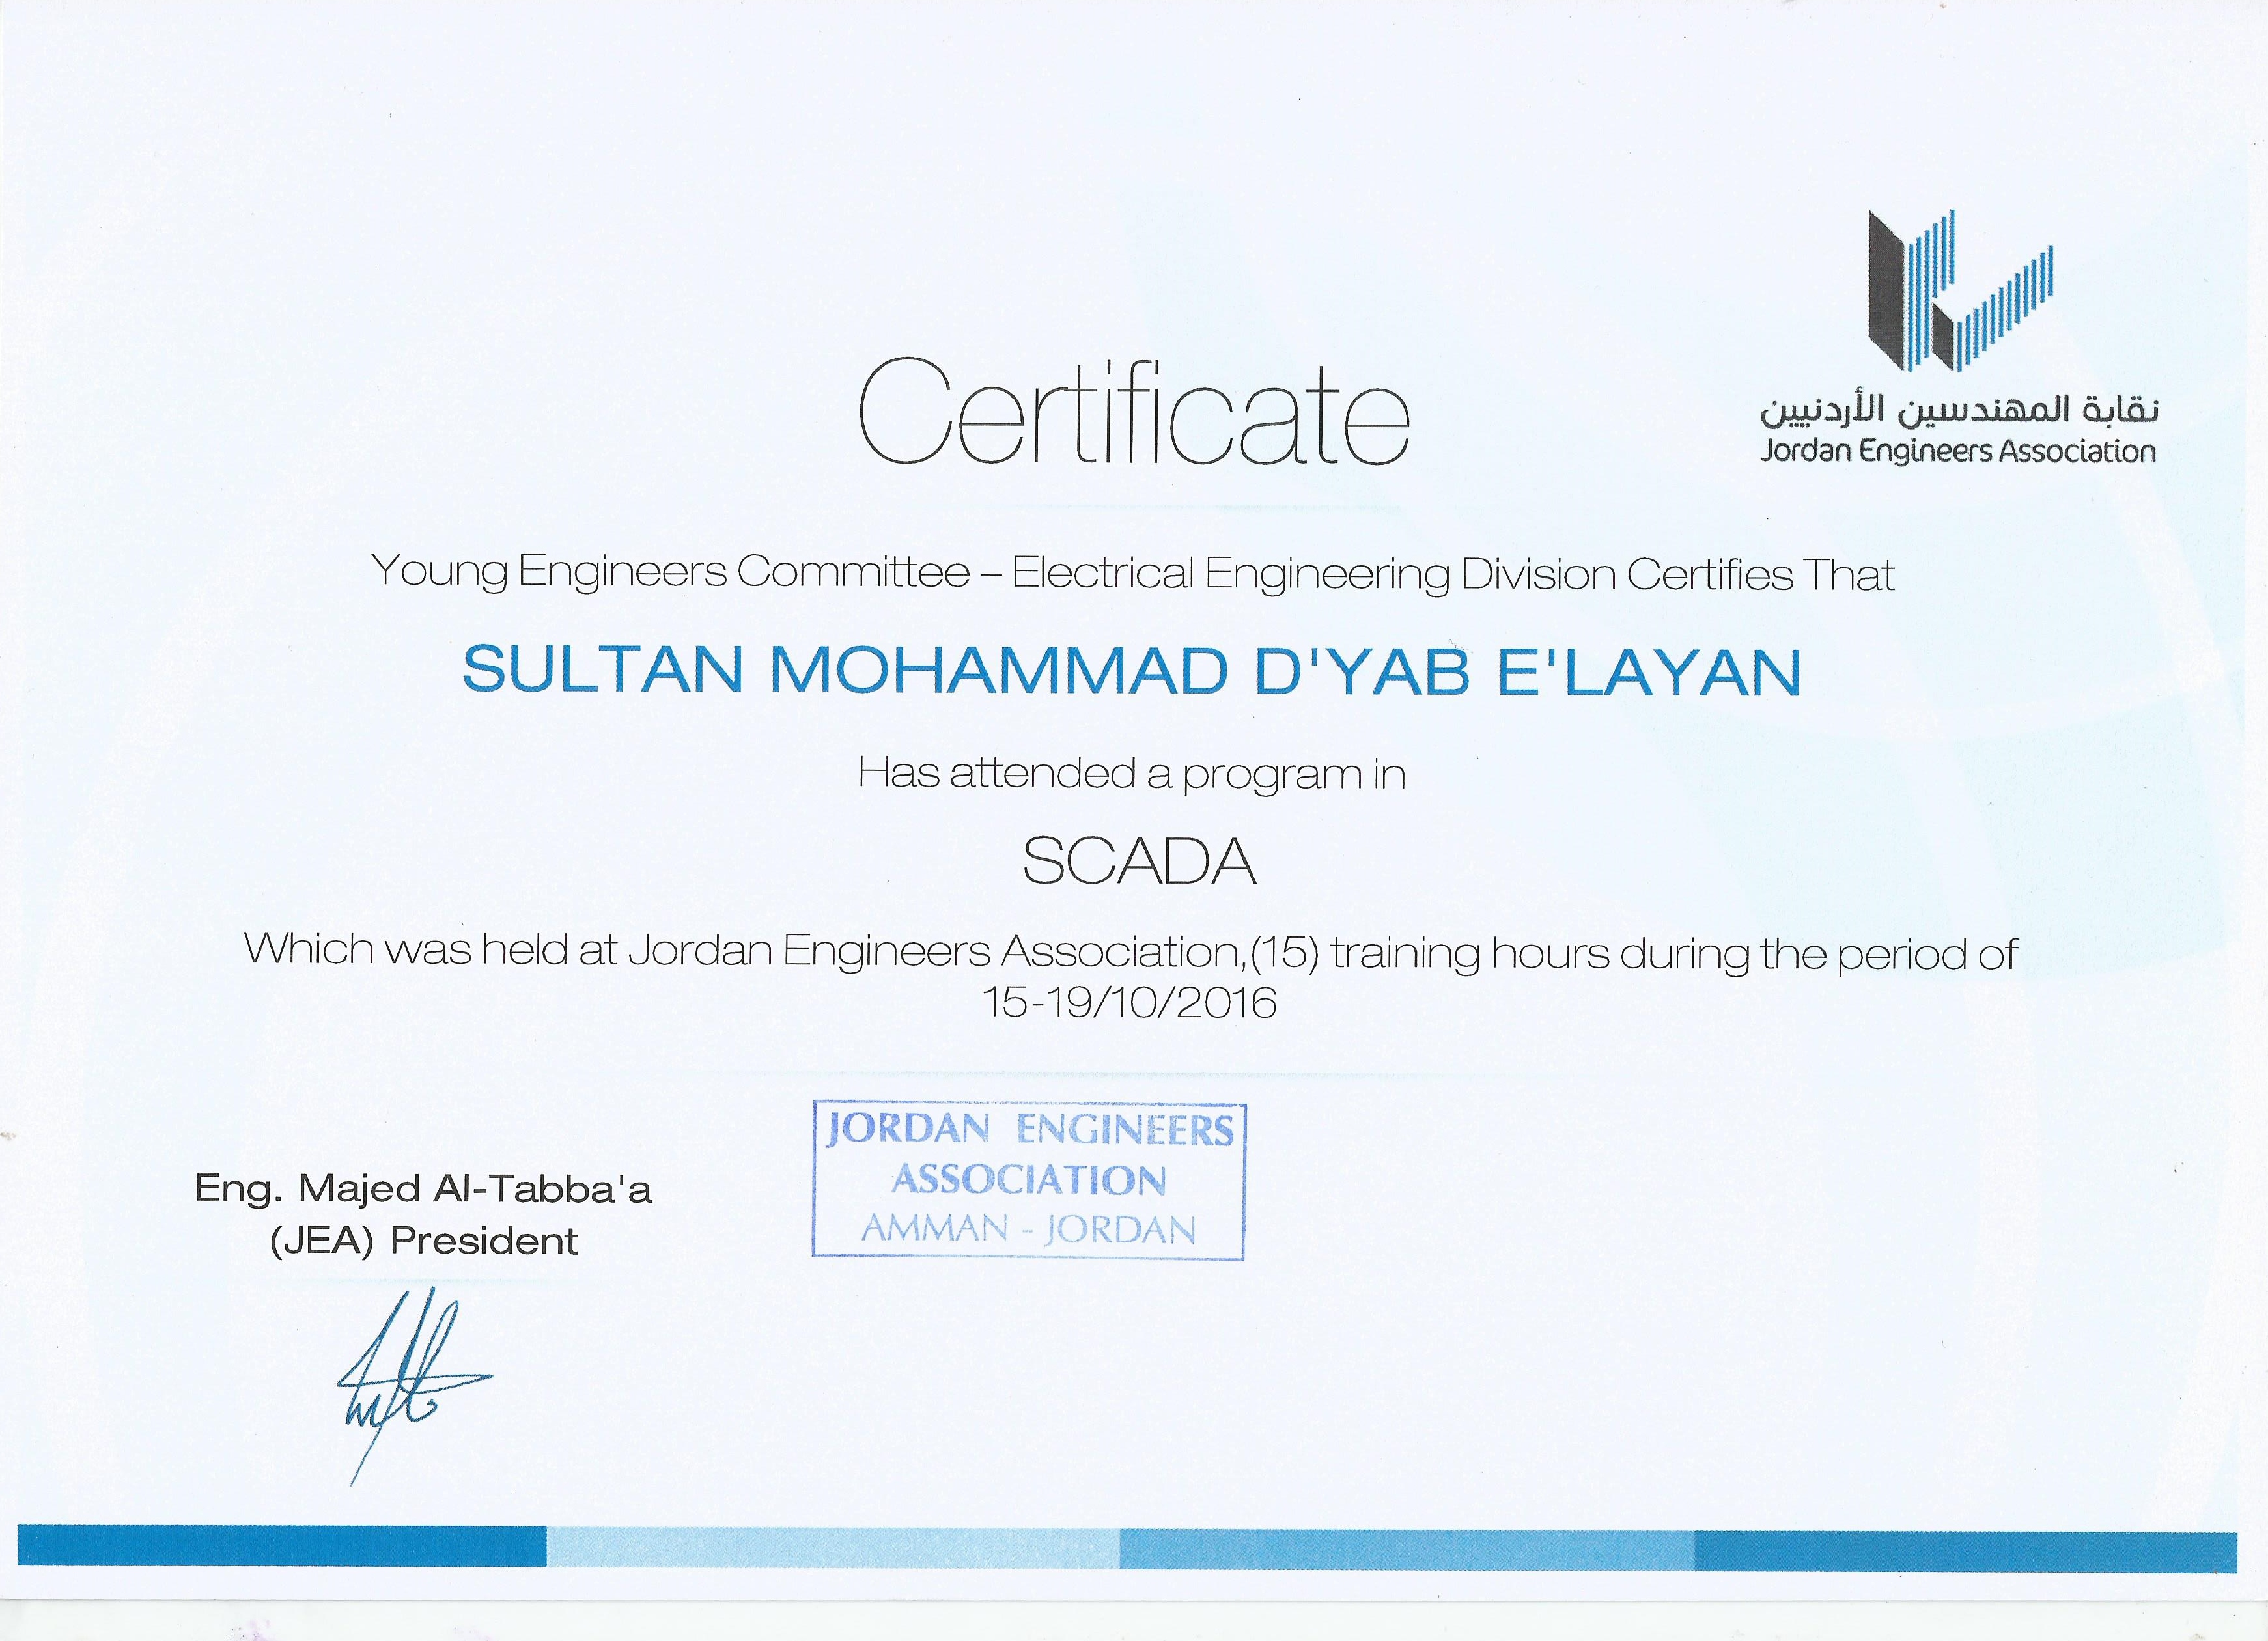 نقابة المهندسين الأردنيين
Jordan Engineers Association
Certificate
Young Engineers Committee – Electrical Engineering Division Certifies That
SULTAN MOHAMMAD D'YAB E'LAYAN
Has attended a program in
SCADA
Which was held at Jordan Engineers Association,(15) training hours during the period of
15-19/10/2016
JORDAN ENGINEERS
ASSOCIATION
AMMAN - JORDAN
Eng. Majed Al-Tabba'a
(JEA) President